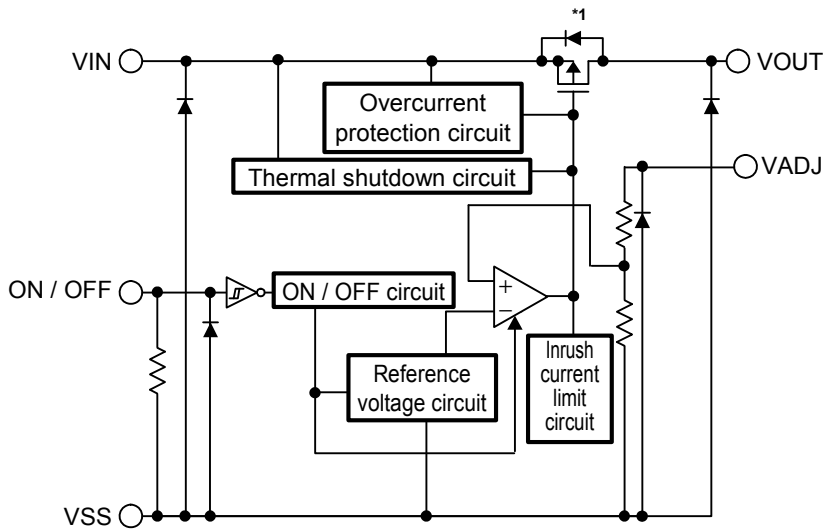 *1
VIN
VOUT
Overcurrent
protection circuit
Thermal shutdown circuit
VADJ
ON / OFF
ON / OFF circuit
+
−
Reference
voltage circuit
Inrush
current
limit
circuit
VSS